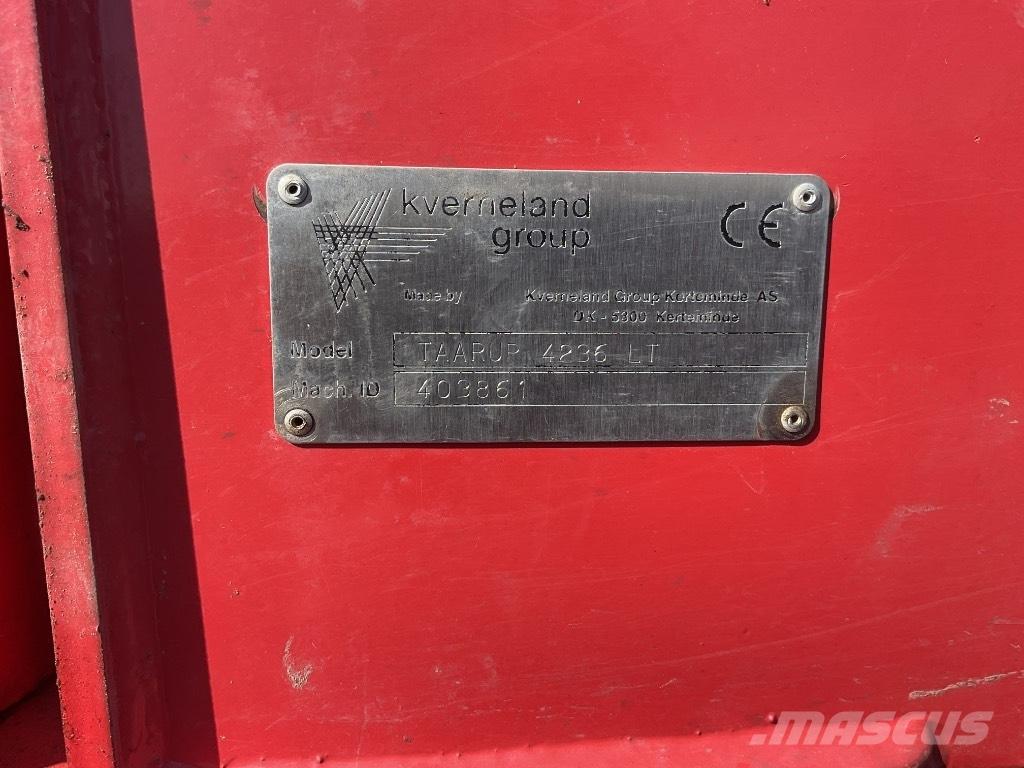 kverneland
group
CE
Made by Kverneland Group Kerteminde AS
DK - 5300 Kerteminde
Model TAARUP 4236 LT
Mach. ID 403861
MASCUS